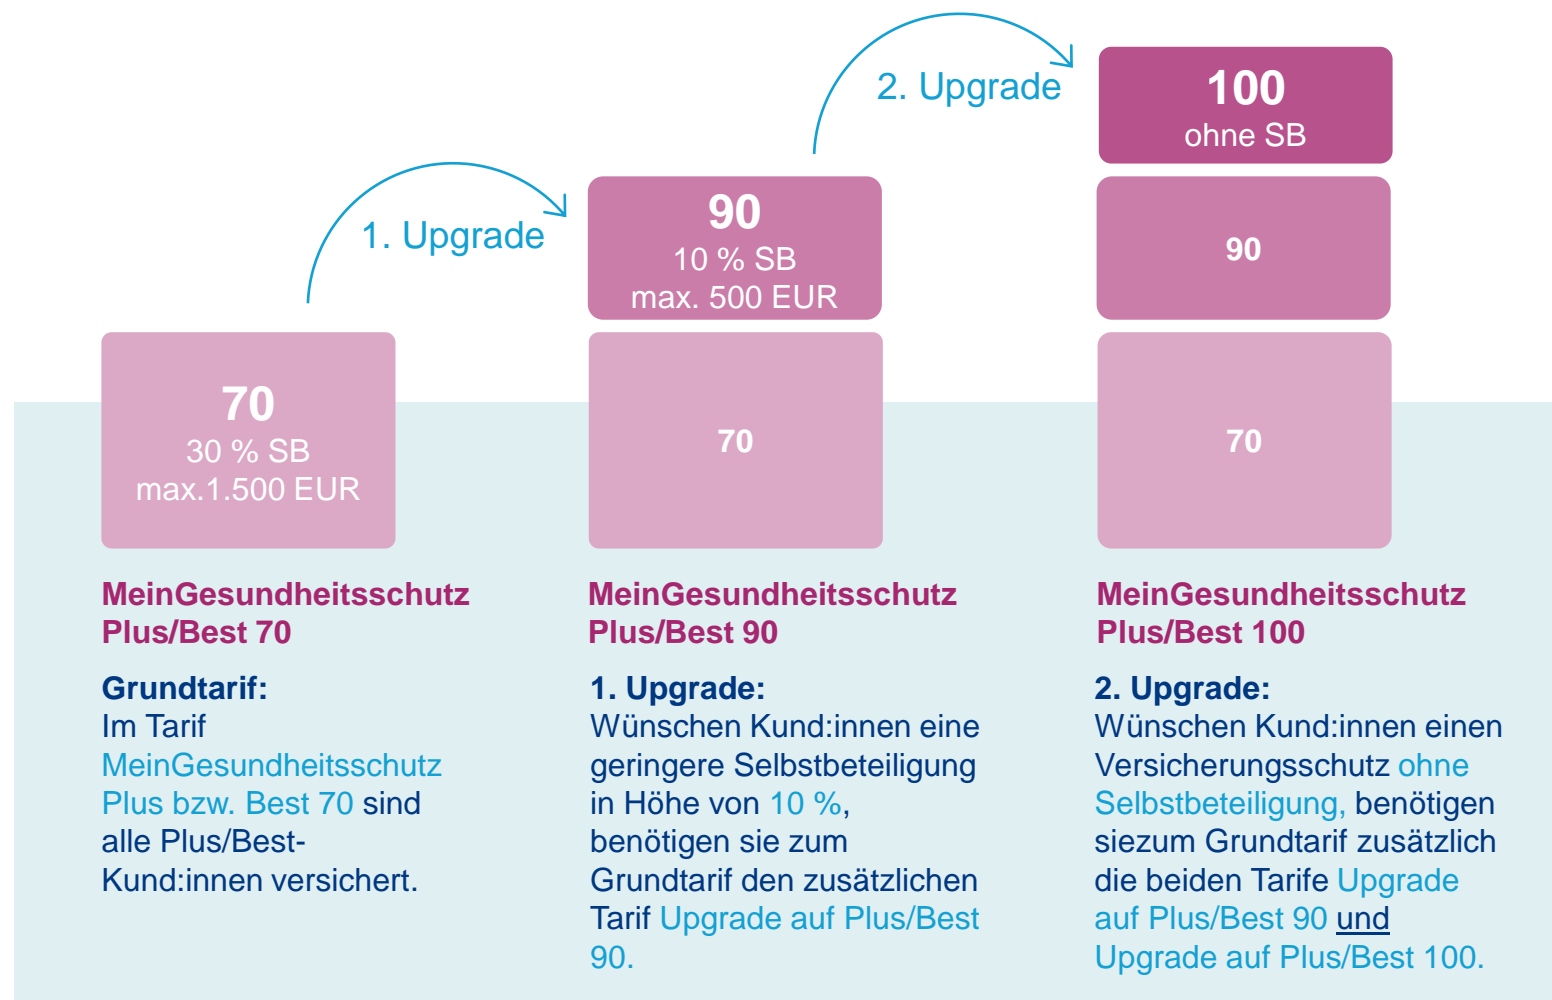 2. Upgrade
100
ohne SB
1. Upgrade
90
10 % SB
max. 500 EUR
90
70
30 % SB
max.1.500 EUR
70
70
MeinGesundheitsschutz
Plus/Best 70
Grundtarif:
Im Tarif
MeinGesundheitsschutz
Plus bzw. Best 70 sind
alle Plus/Best-
Kund:innen versichert.
MeinGesundheitsschutz
Plus/Best 90
1. Upgrade:
Wünschen Kund:innen eine
geringere Selbstbeteiligung
in Höhe von 10 %,
benötigen sie zum
Grundtarif den zusätzlichen
Tarif Upgrade auf Plus/Best
90.
MeinGesundheitsschutz
Plus/Best 100
2. Upgrade:
Wünschen Kund:innen einen
Versicherungsschutz ohne
Selbstbeteiligung, benötigen
siezum Grundtarif zusätzlich
die beiden Tarife Upgrade
auf Plus/Best 90 und
Upgrade auf Plus/Best 100.